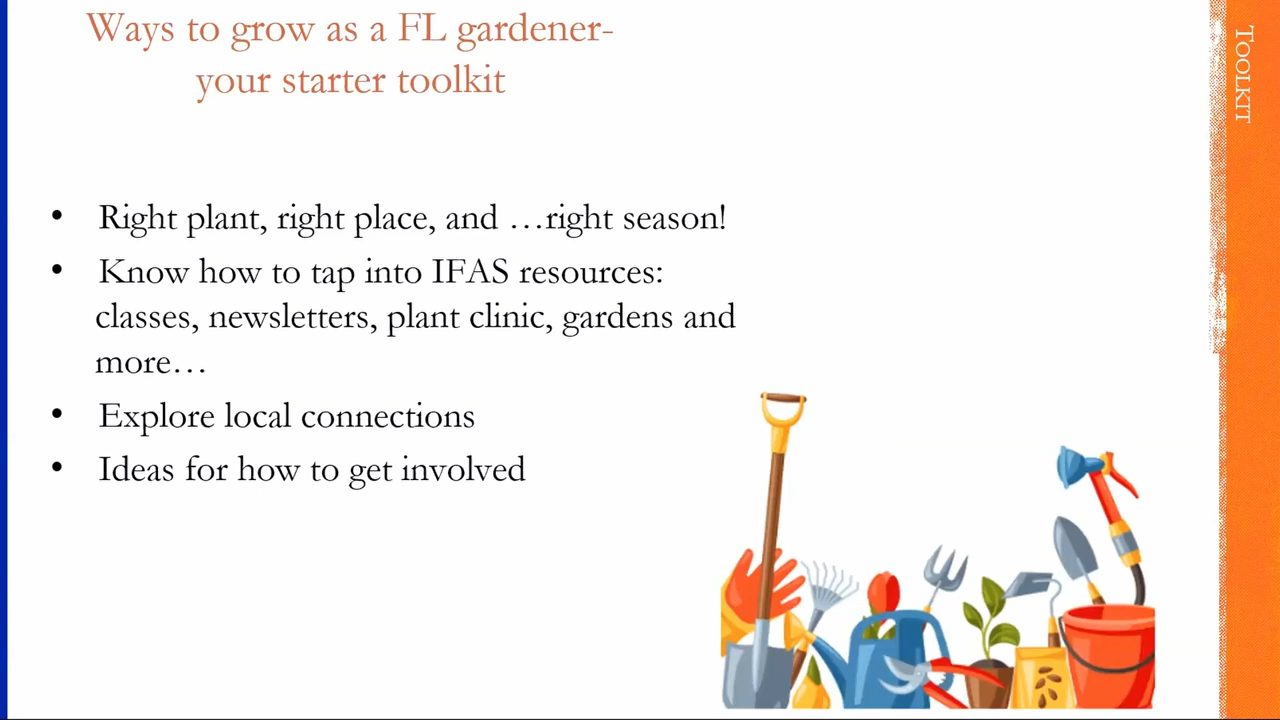 Ways to grow as a FL gardener-
your starter toolkit
• Right plant, right place, and …right season!
• Know how to tap into IFAS resources:
classes, newsletters, plant clinic, gardens and
more…
• Explore local connections
• Ideas for how to get involved
TOOLKIT